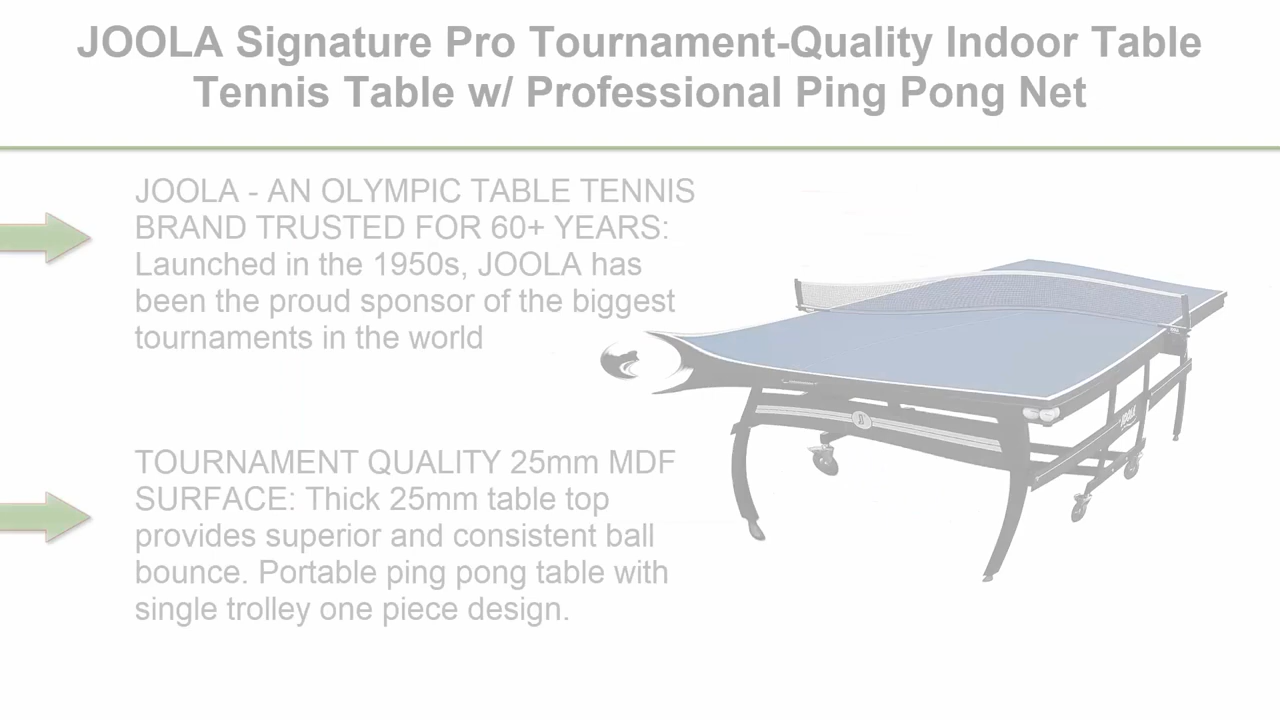 JOOLA Signature Pro Tournament-Quality Indoor Table
Tennis Table w/ Professional Ping Pong Net
JOOLA - AN OLYMPIC TABLE TENNIS
BRAND TRUSTED FOR 60+ YEARS:
Launched in the 1950s, JOOLA has
been the proud sponsor of the biggest
tournaments in the world
TOURNAMENT QUALITY 25mm MDF
SURFACE: Thick 25mm table top
provides superior and consistent ball
bounce. Portable ping pong table with
single trolley one piece design.
JOOLA